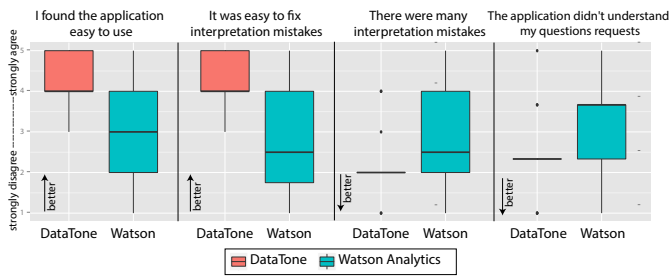 I found the application
easy to use
It was easy to fix
interpretation mistakes
There were many
interpretation mistakes
The application didn't understand
my questions requests
strongly disagree ------------strongly agree
5
4
3
2
1
better
better
better
better
DataTone Watson DataTone Watson DataTone Watson DataTone Watson
DataTone Watson Analytics